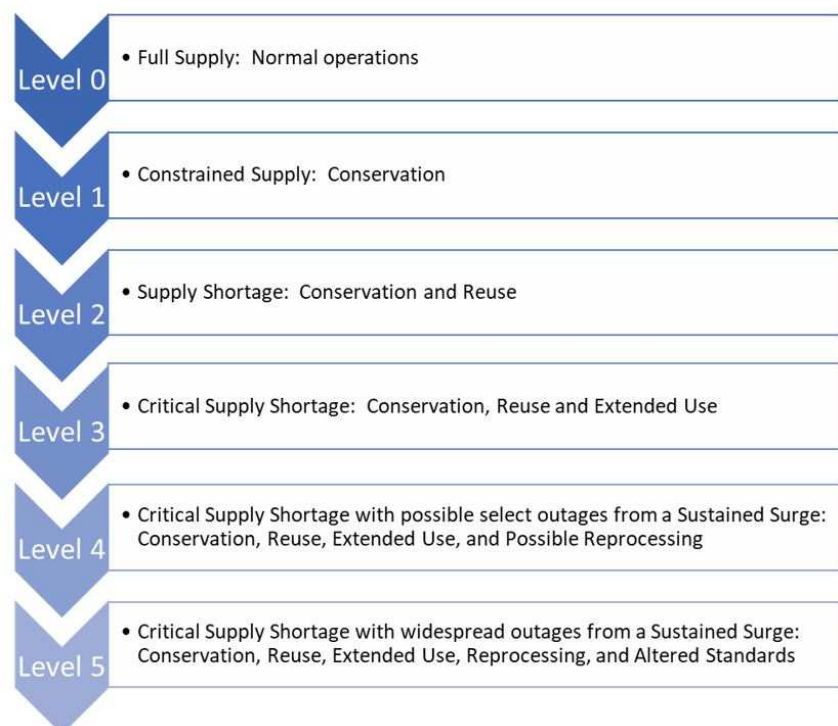 Level 0
• Full Supply:  Normal operations
Level 1
• Constrained Supply:  Conservation
Level 2
• Supply Shortage:  Conservation and Reuse
Level 3
• Critical Supply Shortage:  Conservation, Reuse and Extended Use
Level 4
• Critical Supply Shortage with possible select outages from a Sustained Surge:
Conservation, Reuse, Extended Use, and Possible Reprocessing
Level 5
• Critical Supply Shortage with widespread outages from a Sustained Surge:
Conservation, Reuse, Extended Use, Reprocessing, and Altered Standards